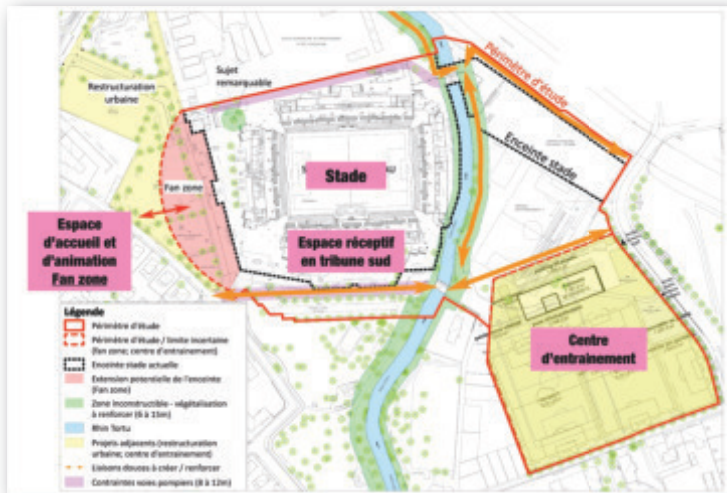 Restructuration
urbaine
Sujet
remarquable
Périmètre d'étude
Enceinte stade
Fan zone
Stade
Espace réceptif
en tribune sud
Espace
d'accueil et
d'animation
Fan zone
Centre
d'entrainement
Légende
Périmètre d'étude
Périmètre d'étude / limite incertaine
(fan zone; centre d'entrainement)
Enceinte stade actuelle
Extension potentielle de l'enceinte
(Fan zone)
Zone inconstructible - végétalisation
à renforcer (6 à 15m)
Rhin Tortu
Projets adjacents (restructuration
urbaine; centre d'entrainement)
Liaisons douces à créer / renforcer
Contraintes voies pompiers (8 à 12m)